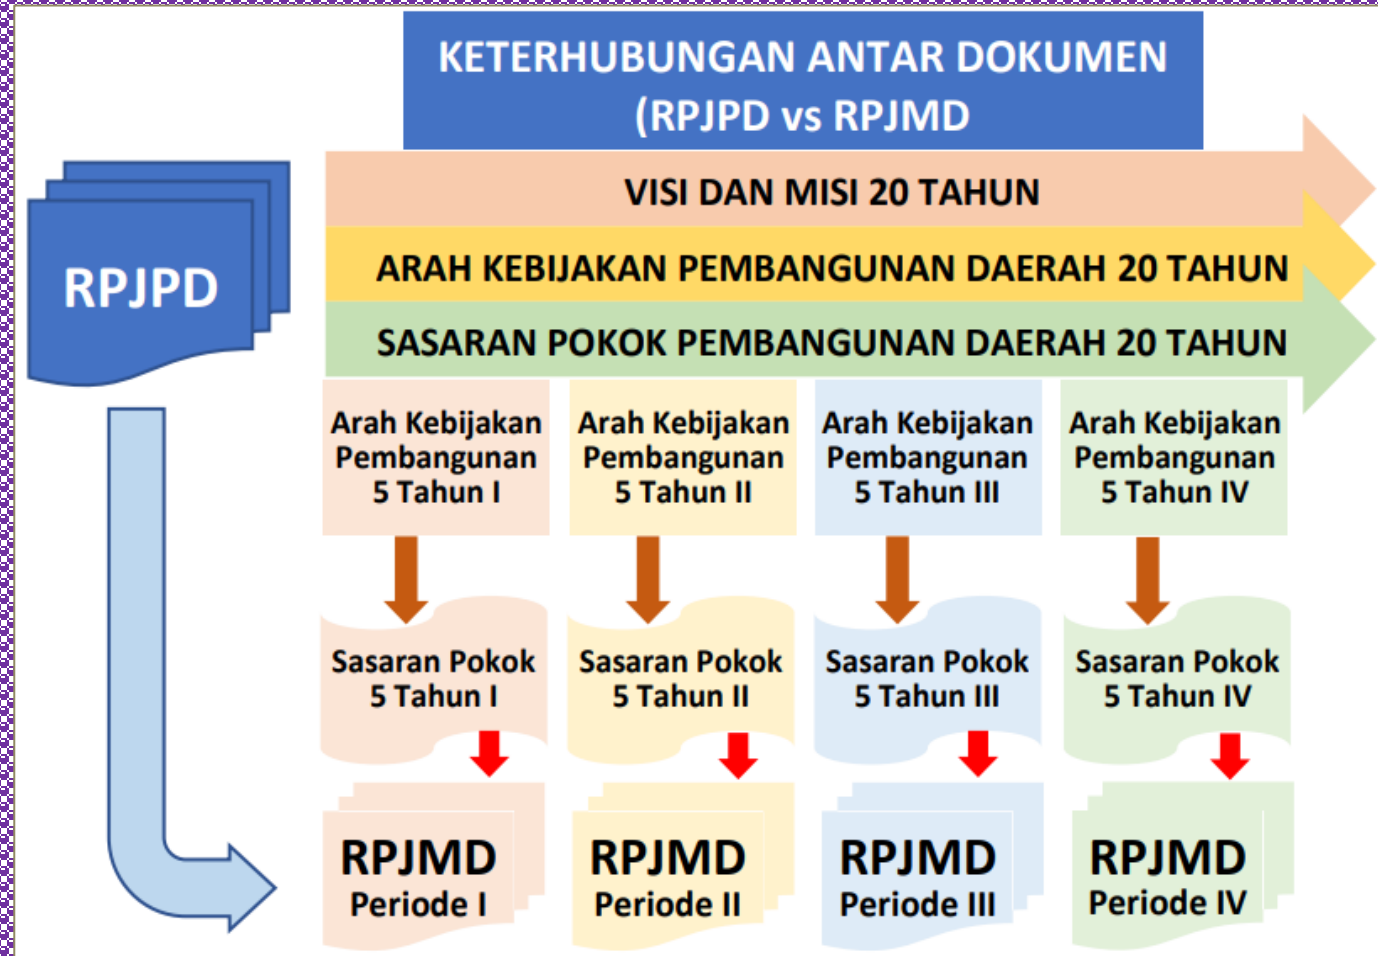 KETERHUBUNGAN ANTAR DOKUMEN
(RPJPD vs RPJMD
RPJPD
VISI DAN MISI 20 TAHUN
ARAH KEBIJAKAN PEMBANGUNAN DAERAH 20 TAHUN
SASARAN POKOK PEMBANGUNAN DAERAH 20 TAHUN
Arah Kebijakan
Pembangunan
5 Tahun I
Arah Kebijakan
Pembangunan
5 Tahun II
Arah Kebijakan
Pembangunan
5 Tahun III
Arah Kebijakan
Pembangunan
5 Tahun IV
Sasaran Pokok
5 Tahun I
Sasaran Pokok
5 Tahun II
Sasaran Pokok
5 Tahun III
Sasaran Pokok
5 Tahun IV
RPJMD
Periode I
RPJMD
Periode II
RPJMD
Periode III
RPJMD
Periode IV